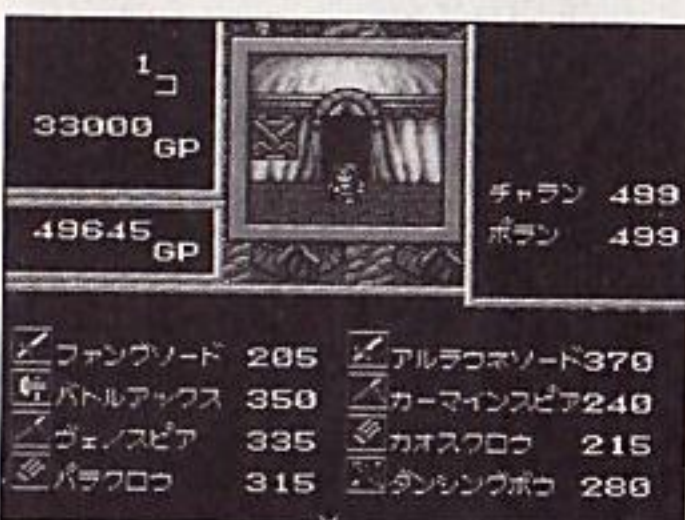 1コ
33000GP
49645GP
チャラン 499
ポラン 499
ファングソード 205
アルラウネソード370
バトルアックス 350
カーマインスピア240
ヴェノスピア 335
カオスクロウ 215
パラクロウ 315
ダンシングボウ 280